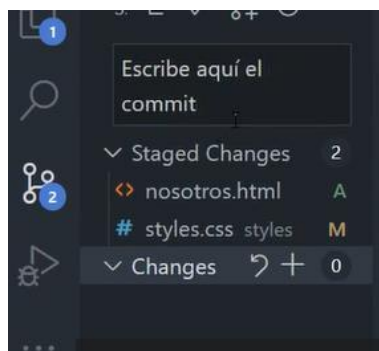 1
Escribe aquí el
commit
Staged Changes 2
2
<> nosotros.html A
# styles.css styles M
Changes 0